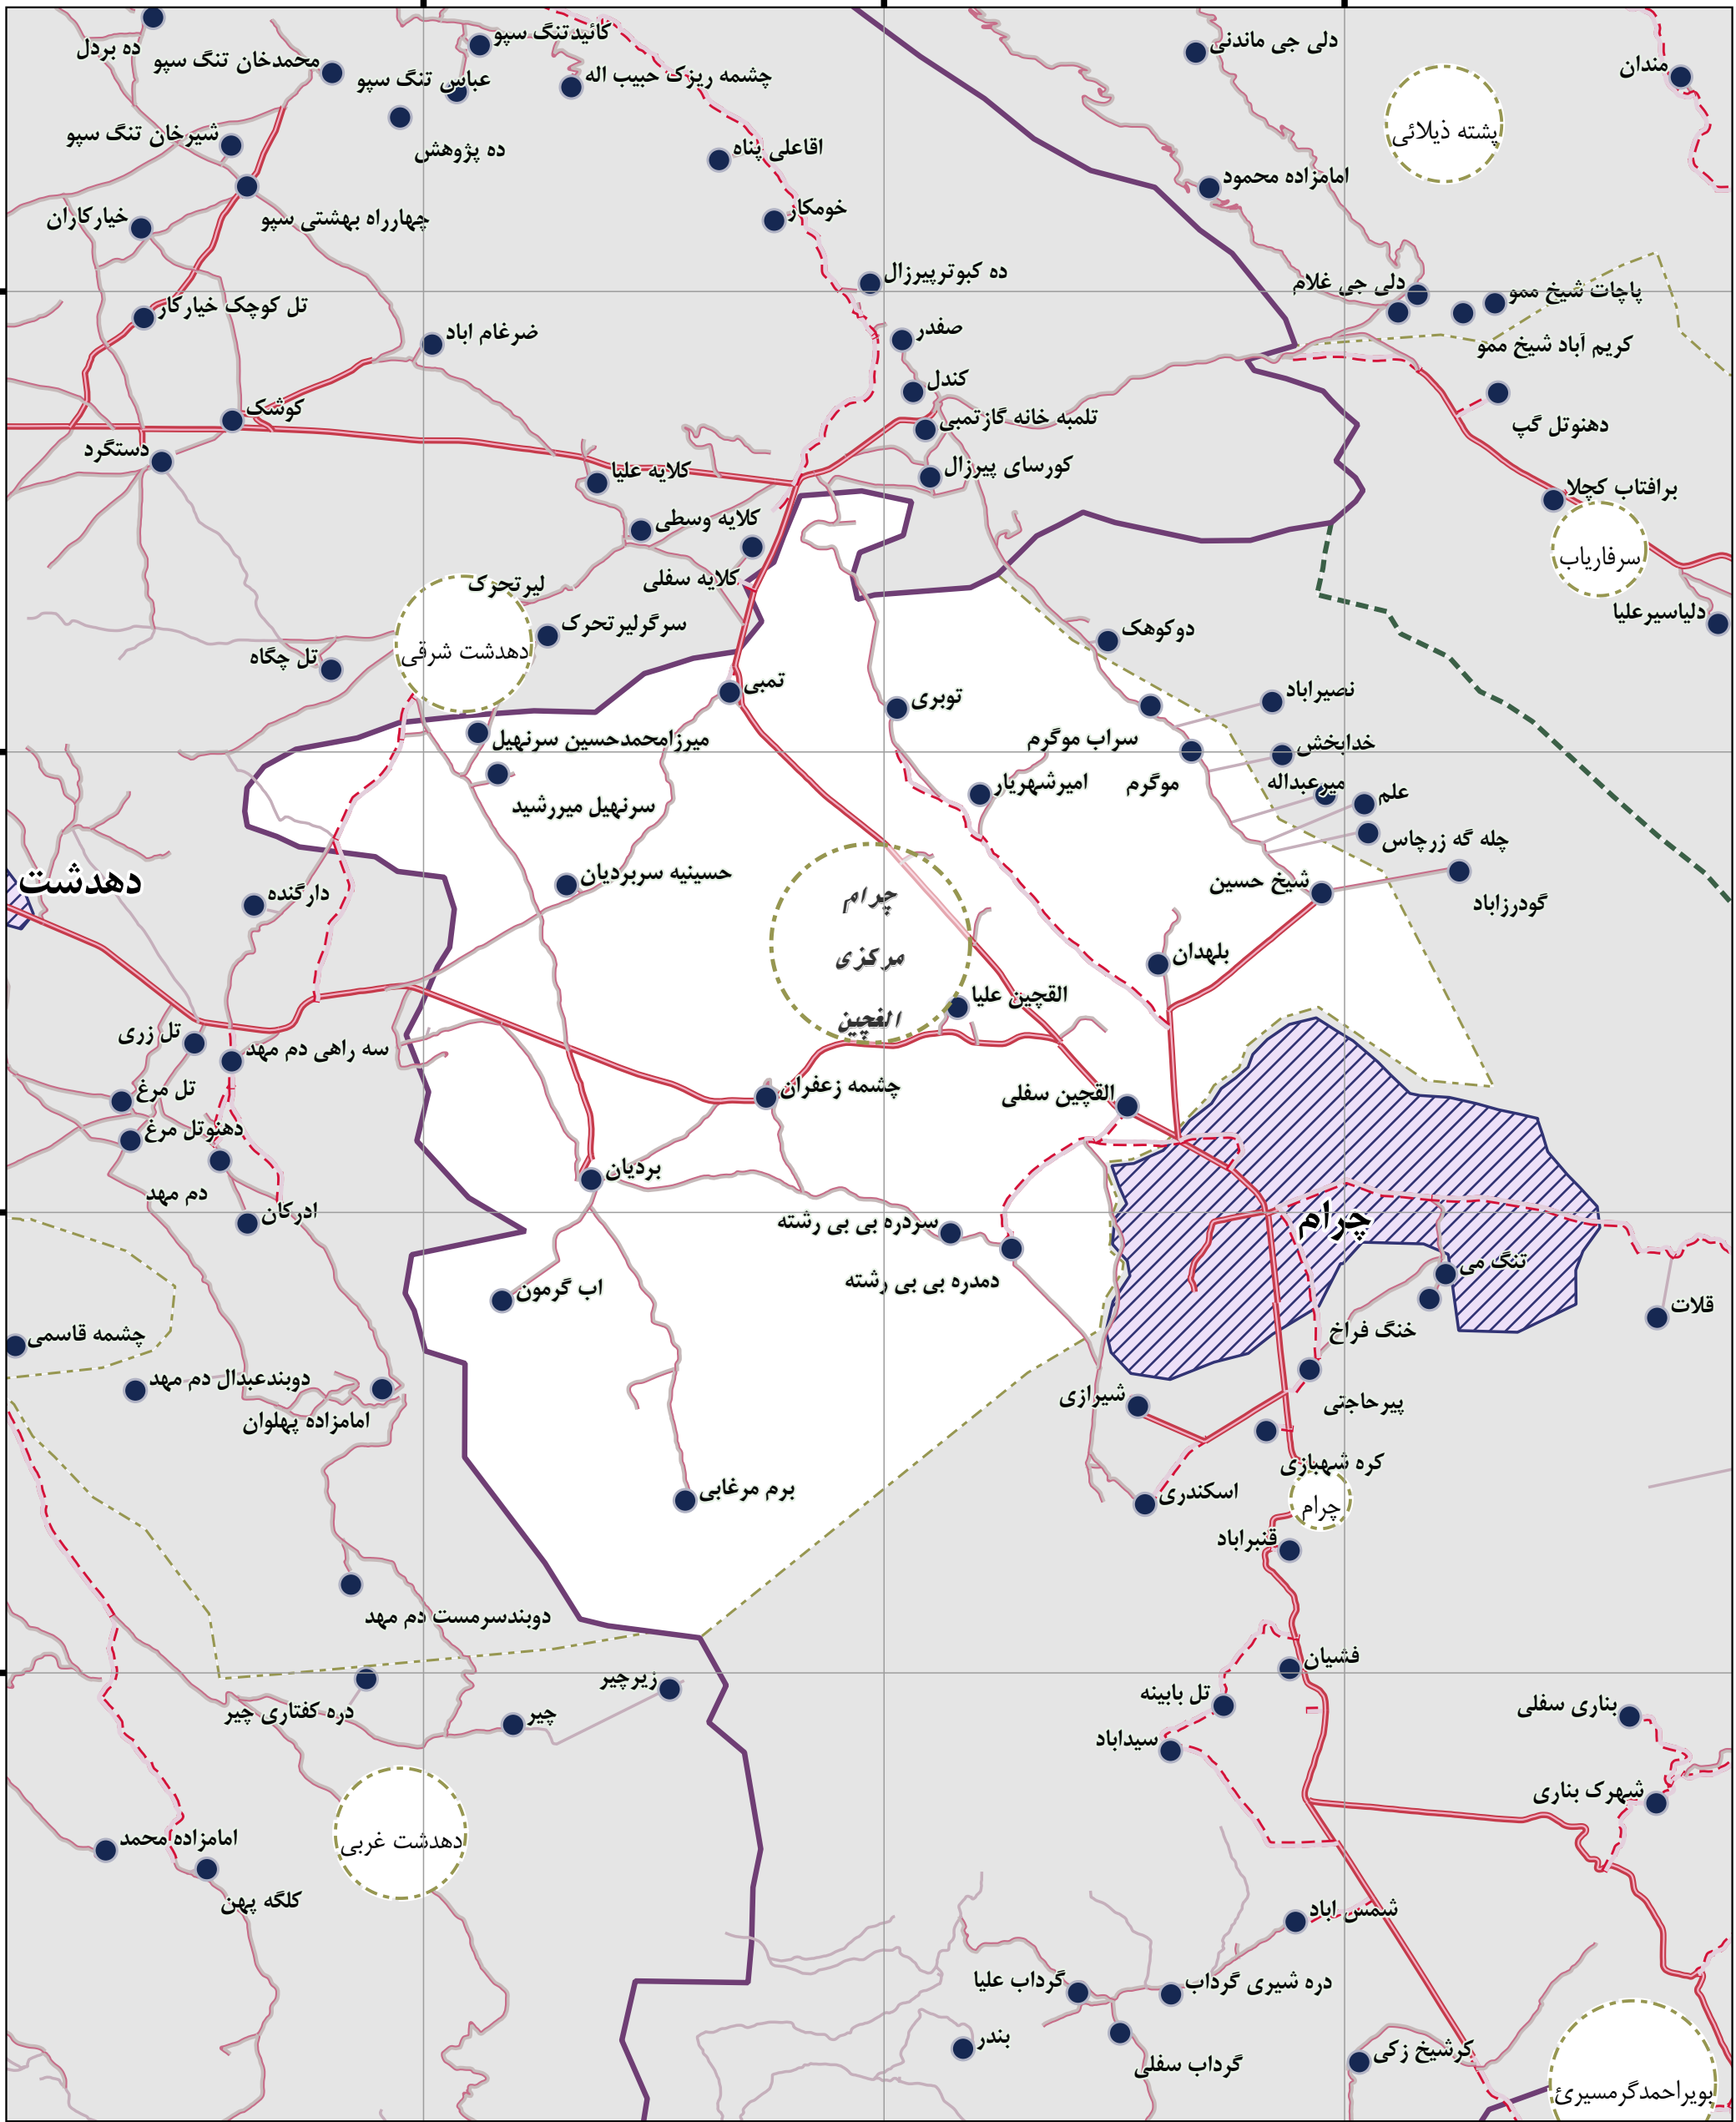 ده بردل
کائیدتنگ سپو
دلی جی ماندنی
مندان
محمدخان تنگ سپو
عباس تنگ سپو
چشمه ریزک حبیب اله
پشته ذیلائی
شیرخان تنگ سپو
ده پژوهش
اقاعلی پناه
امامزاده محمود
خیارکاران
چهارراه بهشتی سپو
خومکار
ده کبوترپیرزال
دلی جی غلام
پاچات شیخ ممو
تل کوچک خیارکار
ضرغام اباد
صفدر
کریم آباد شیخ ممو
کندل
کوشک
تلمبه خانه گازتمبی
دهنوتل گپ
دستگرد
کلایه علیا
کورسای پیرزال
برافتاب کچلا
کلایه وسطی
سرفاریاب
کلایه سفلی
لیرتحرک
دلیاسیرعلیا
سرگرلیرتحرک
دوکوهک
دهدشت شرقی
تل چگاه
تمبی
توبری
نصیراباد
میرزامحمدحسین سرنهیل
سراب موگرم
خدابخش
سرنهیل میررشید
امیرشهریار
موگرم
میرعبداله
علم
چله گه زرچاس
دهدشت
حسینیه سربردیان
دارگنده
چرام
مرکزی
الغچین
شیخ حسین
گودرزاباد
بلهدان
القچین علیا
تل زری
سه راهی دم مهد
چشمه زعفران
القچین سفلی
تل مرغ
دهنوتل مرغ
بردیان
دم مهد
ادرکان
سردره بی بی رشته
چرام
دمدره بی بی رشته
تنگ می
اب گرمون
قلات
چشمه قاسمی
خنگ فراخ
دوبندعبدال دم مهد
امامزاده پهلوان
شیرازی
پیرحاجتی
کره شهبازی
برم مرغابی
اسکندری
چرام
قنبراباد
دوبندسرمست دم مهد
فشیان
زیرچیر
تل بابینه
دره کفتاری چیر
چیر
بناری سفلی
سیداباد
شهرک بناری
امامزاده محمد
دهدشت غربی
کلگه پهن
شمس اباد
گرداب علیا
دره شیری گرداب
بندر
گرداب سفلی
کرشیخ زکی
بویراحمدگرمسیری